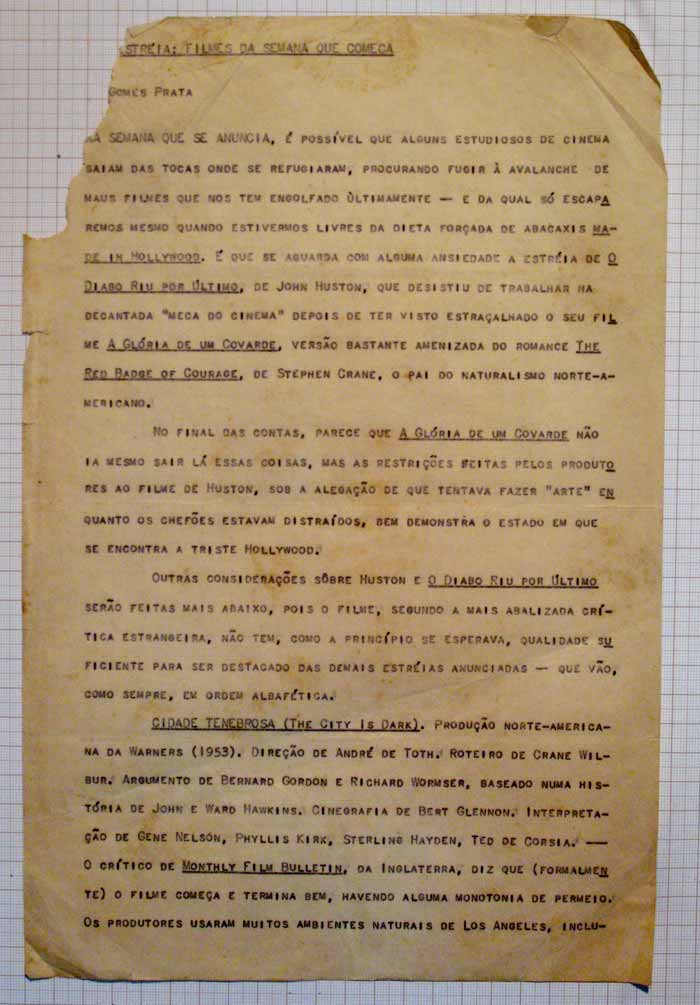 STRÉIA: FILMES DA SEMANA QUE COMEÇA
GOMES PRATA
NA SEMANA QUE SE ANUNCIA, É POSSÍVEL QUE ALGUNS ESTUDIOSOS DE CINEMA
SAIAM DAS TOCAS ONDE SE REFUGIARAM, PROCURANDO FUGIR À AVALANCHE DE
MAUS FILMES QUE NOS TEM ENGOLFADO ÙLTIMAMENTE — E DA QUAL SÓ ESCAPA
REMOS MESMO QUANDO ESTIVERMOS LIVRES DA DIETA FORÇADA DE ABACAXIS MA-
DE IN HOLLYWOOD. É QUE SE AGUARDA COM ALGUMA ANSIEDADE A ESTRÉIA DE O
DIABO RIU POR ÚLTIMO, DE JOHN HUSTON, QUE DESISTIU DE TRABALHAR NA
DECANTADA "MECA DO CINEMA" DEPOIS DE TER VISTO ESTRAÇALHADO O SEU FIL
ME A GLÓRIA DE UM COVARDE, VERSÃO BASTANTE AMENIZADA DO ROMANCE THE
RED BADGE OF COURAGE, DE STEPHEN CRANE, O PAI DO NATURALISMO NORTE-A-
MERICANO.
NO FINAL DAS CONTAS, PARECE QUE A GLÓRIA DE UM COVARDE NÃO
IA MESMO SAIR LÁ ESSAS COISAS, MAS AS RESTRIÇÕES FEITAS PELOS PRODUTO
RES AO FILME DE HUSTON, SOB A ALEGAÇÃO DE QUE TENTAVA FAZER "ARTE" EN
QUANTO OS CHEFÕES ESTAVAM DISTRAÍDOS, BEM DEMONSTRA O ESTADO EM QUE
SE ENCONTRA A TRISTE HOLLYWOOD.
OUTRAS CONSIDERAÇÕES SÔBRE HUSTON E O DIABO RIU POR ÚLTIMO
SERÃO FEITAS MAIS ABAIXO, POIS O FILME, SEGUNDO A MAIS ABALIZADA CRÍ-
TICA ESTRANGEIRA, NÃO TEM, COMO A PRINCÍPIO SE ESPERAVA, QUALIDADE SU
FICIENTE PARA SER DESTACADO DAS DEMAIS ESTRÉIAS ANUNCIADAS — QUE VÃO,
COMO SEMPRE, EM ORDEM ALBAFÉTICA.
CIDADE TENEBROSA (THE CITY IS DARK). PRODUÇÃO NORTE-AMERICA-
NA DA WARNERS (1953). DIREÇÃO DE ANDRÉ DE TOTH. ROTEIRO DE CRANE WIL-
BUR. ARGUMENTO DE BERNARD GORDON E RICHARD WORMSER, BASEADO NUMA HIS-
TÓRIA DE JOHN E WARD HAWKINS. CINEGRAFIA DE BERT GLENNON. INTERPRETA-
ÇÃO DE GENE NELSON, PHYLLIS KIRK, STERLING HAYDEN, TED DE CORSIA. —
O CRÍTICO DE MONTHLY FILM BULLETIN, DA INGLATERRA, DIZ QUE (FORMALMEN
TE) O FILME COMEÇA E TERMINA BEM, HAVENDO ALGUMA MONOTONIA DE PERMEIO.
OS PRODUTORES USARAM MUITOS AMBIENTES NATURAIS DE LOS ANGELES, INCLU-